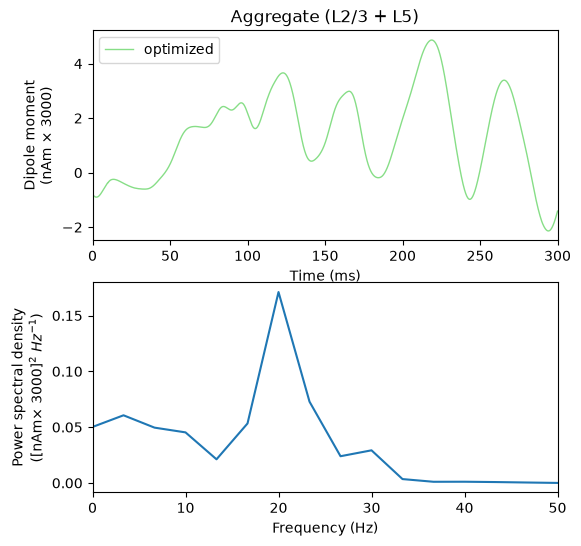 Aggregate (L2/3 + L5)
optimized
Dipole moment
(nAm × 3000)
4
2
0
−2
0 50 100 150 200 250 300
Time (ms)
Power spectral density
([nAm× 3000]² Hz⁻¹)
0.15
0.10
0.05
0.00
0 10 20 30 40 50
Frequency (Hz)